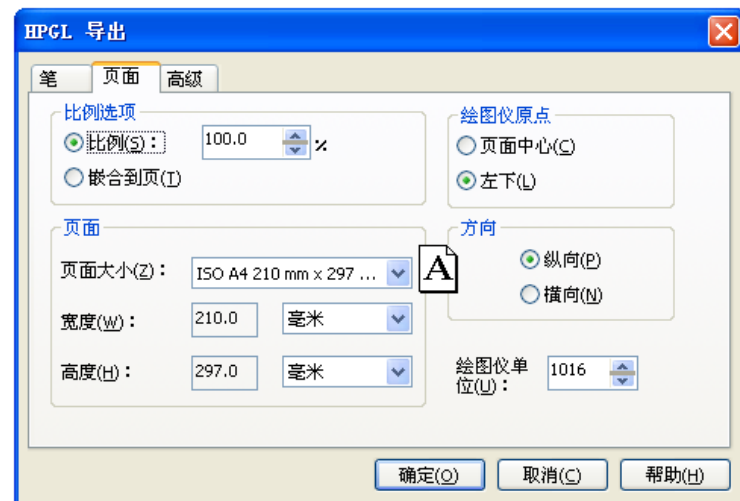 HPGL 导出
笔 页面 高级
比例选项
比例(S): 100.0 %
嵌合到页(T)
绘图仪原点
页面中心(C)
左下(L)
页面
页面大小(Z): ISO A4 210 mm x 297 ...
宽度(W): 210.0 毫米
高度(H): 297.0 毫米
A
方向
纵向(P)
横向(N)
绘图仪单
位(U): 1016
确定(O) 取消(C) 帮助(H)